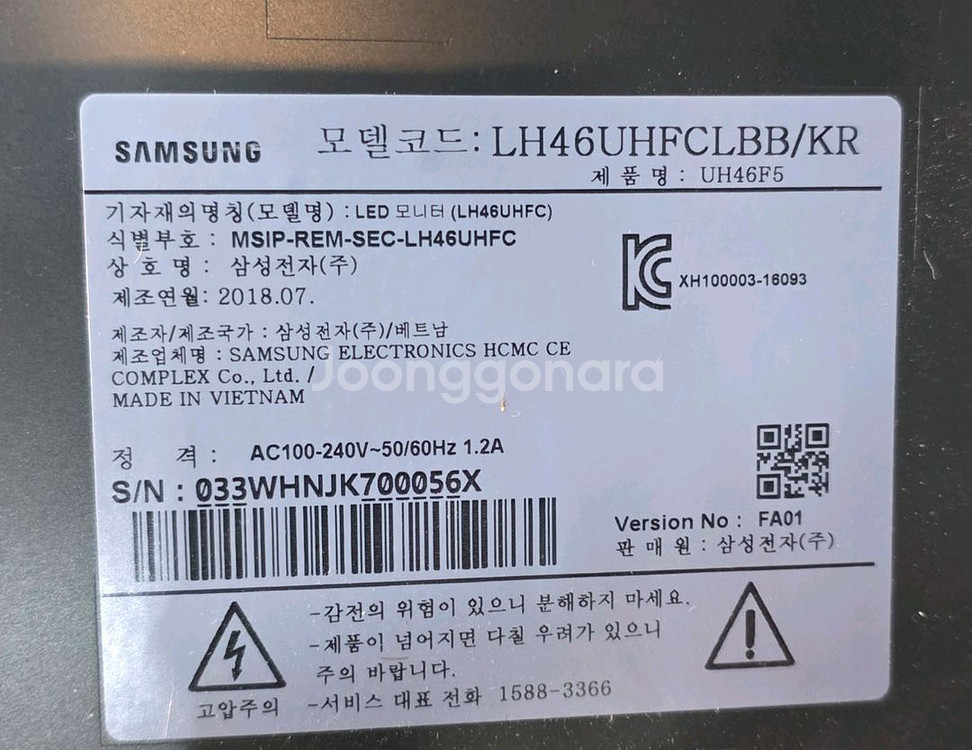 SAMSUNG 모델코드: LH46UHFCLBB/KR
제 품 명 : UH46F5
기자재의명칭(모델명) : LED 모니터 (LH46UHFC)
식별부호 : MSIP-REM-SEC-LH46UHFC
상 호 명 : 삼성전자(주)
XH100003-16093
제조연월: 2018.07.
제조자/제조국가 : 삼성전자(주)/베트남
제조업체명 : SAMSUNG ELECTRONICS HCMC CE
COMPLEX Co., Ltd. /
Joonggonara
MADE IN VIETNAM
정 격 : AC100-240V~50/60Hz 1.2A
S/N : 033WHNJK700056X
Version No : FA01
판 매 원 : 삼성전자(주)
-감전의 위험이 있으니 분해하지 마세요.
-제품이 넘어지면 다칠 우려가 있으니
주의 바랍니다.
고압주의 -서비스 대표 전화 1588-3366